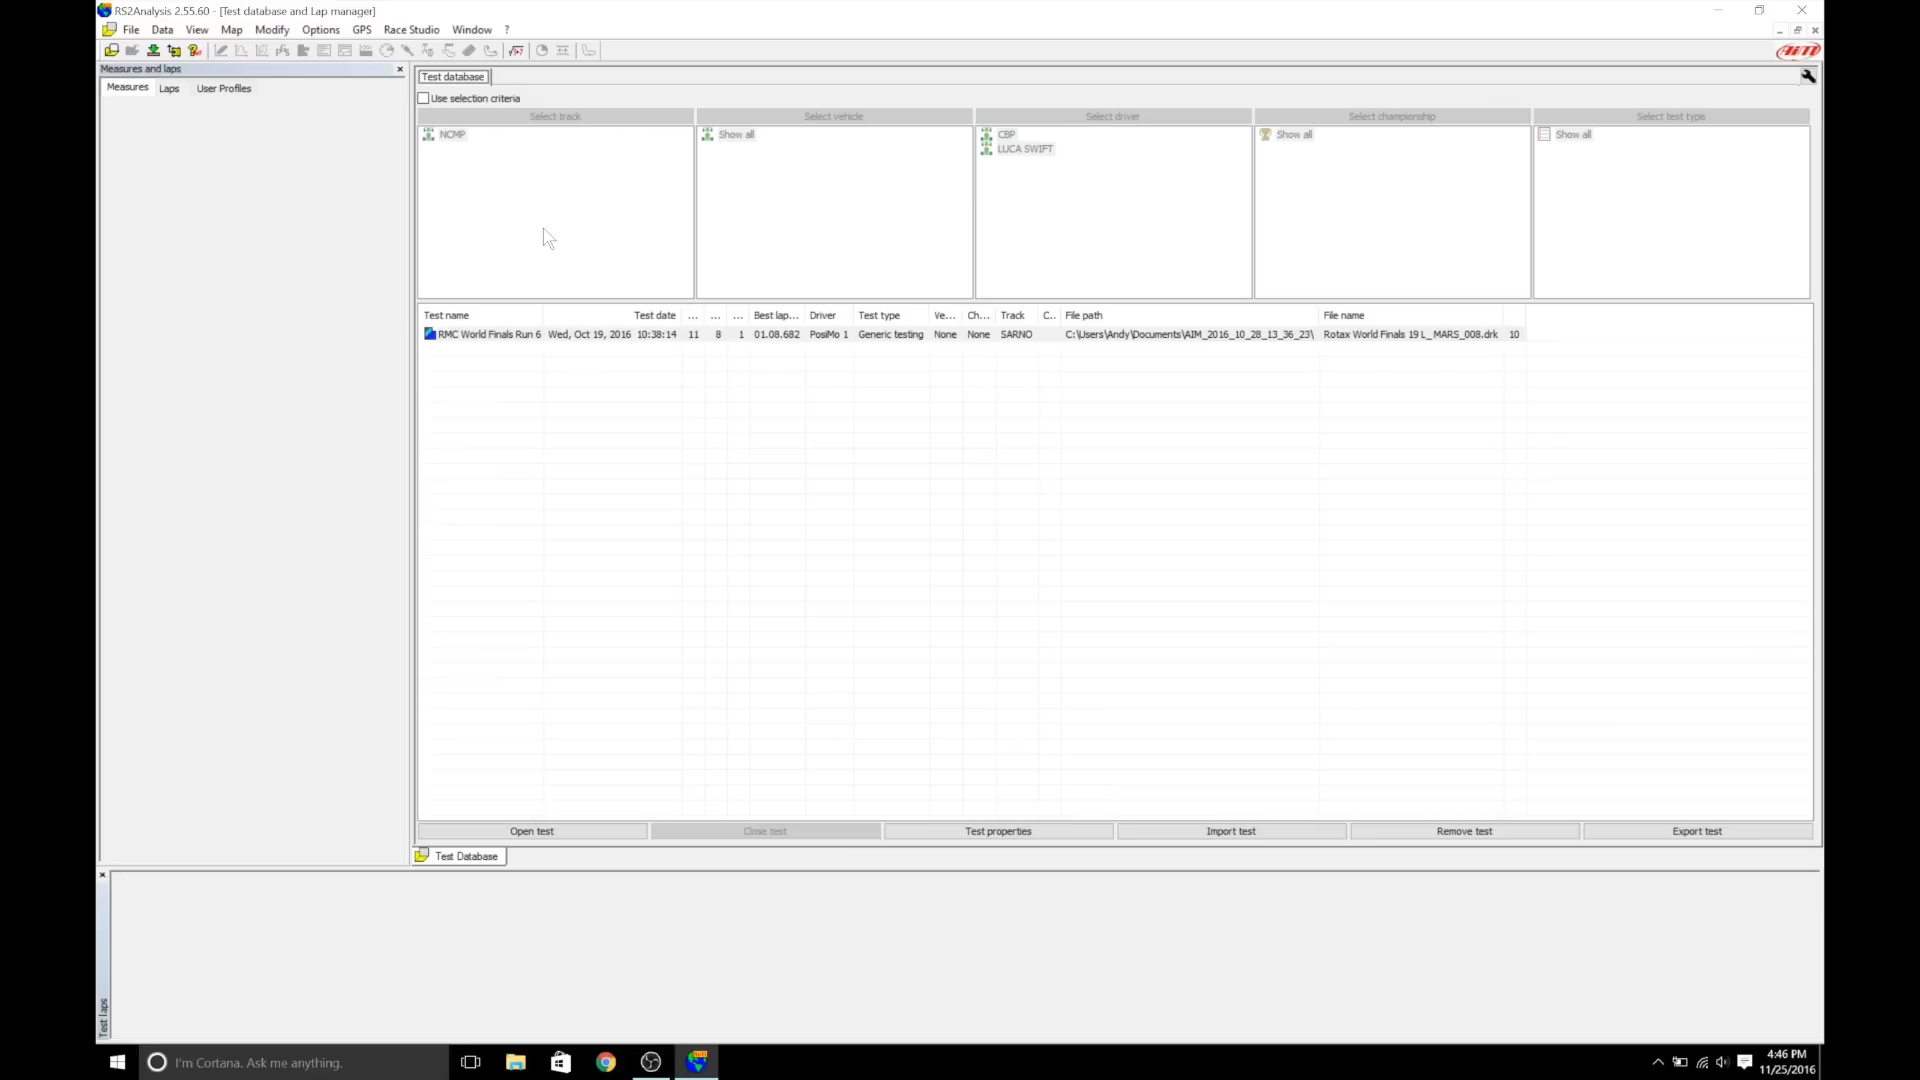 RS2Analysis 2.55.60 - [Test database and Lap manager]
File Data View Map Modify Options GPS Race Studio Window ?
AiM
Measures and laps
Measures Laps User Profiles
Test database
Use selection criteria
Select track Select vehicle Select driver Select championship Select test type
NCMP Show all CBP Show all Show all
LUCA SWIFT
Test name Test date ... ... ... Best lap... Driver Test type Ve... Ch... Track C.. File path File name
RMC World Finals Run 6 Wed, Oct 19, 2016 10:38:14 11 8 1 01.08.682 PosiMo 1 Generic testing None None SARNO C:\Users\Andy\Documents\AIM_2016_10_28_13_36_23\ Rotax World Finals 19 L_MARS_008.drk 10
Open test Close test Test properties Import test Remove test Export test
Test Database
Test laps
I'm Cortana. Ask me anything.
4:46 PM
11/25/2016